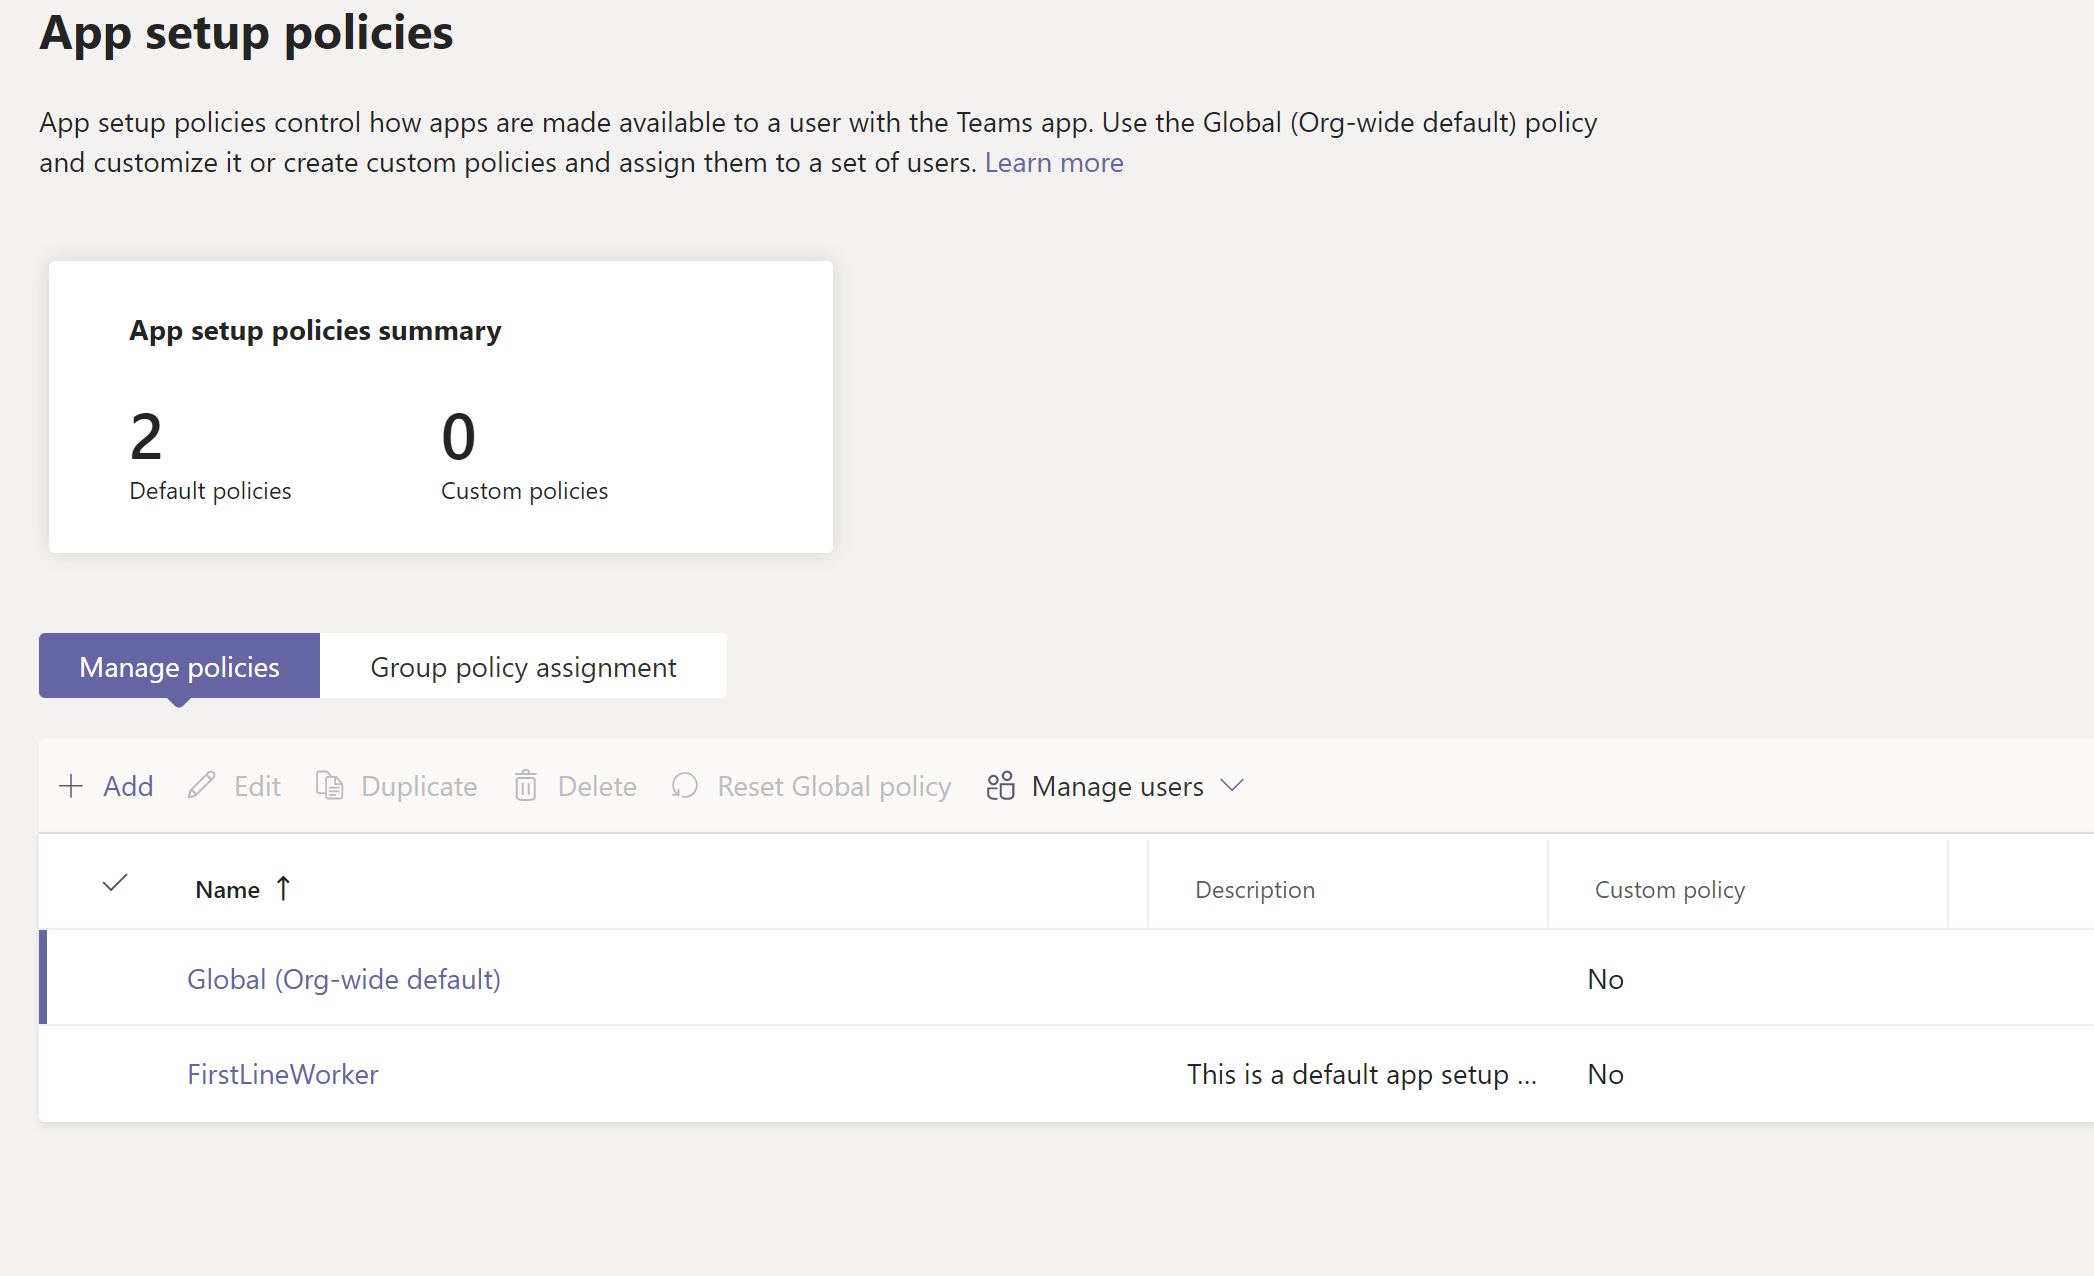 App setup policies
App setup policies control how apps are made available to a user with the Teams app. Use the Global (Org-wide default) policy
and customize it or create custom policies and assign them to a set of users. Learn more
App setup policies summary
2
Default policies
0
Custom policies
Manage policies
Group policy assignment
Add
Edit
Duplicate
Delete
Reset Global policy
Manage users
Name ↑
Description
Custom policy
Global (Org-wide default)
No
FirstLineWorker
This is a default app setup ...
No